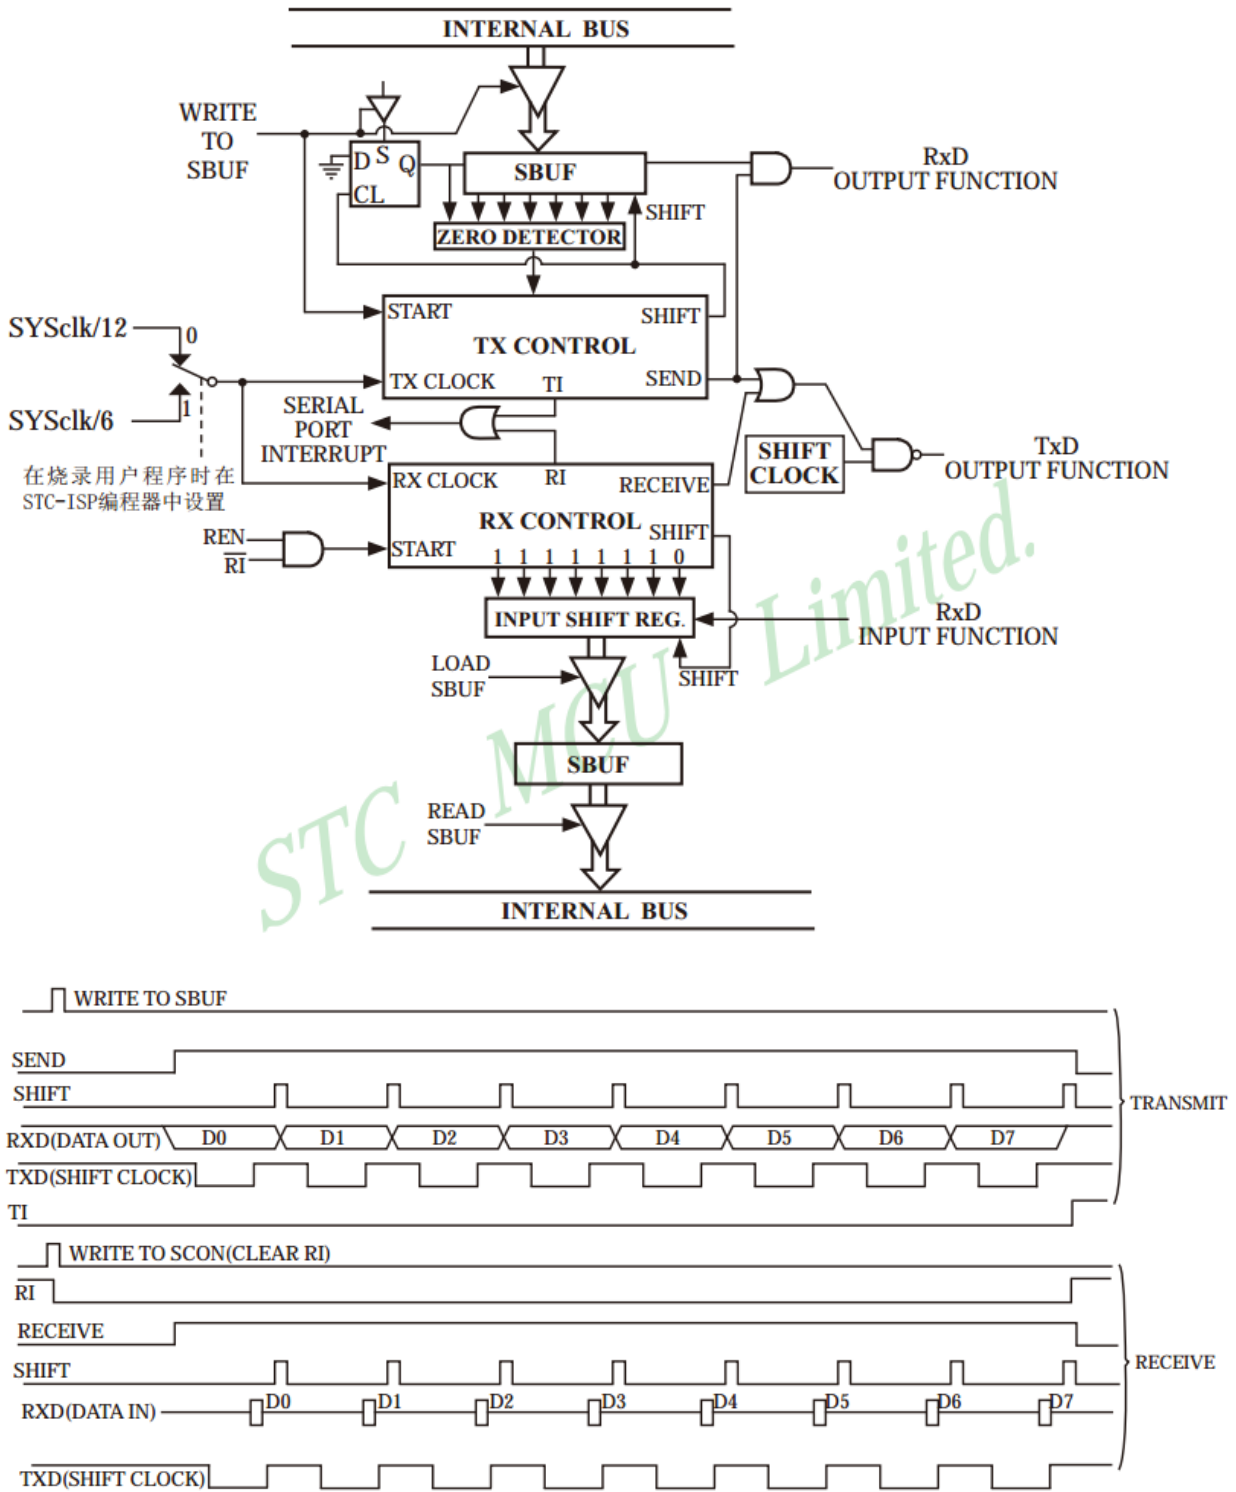 INTERNAL BUS
WRITE
TO
SBUF
D S Q
CL
SBUF
RxD
OUTPUT FUNCTION
SHIFT
ZERO DETECTOR
START
SHIFT
TX CONTROL
SYSclk/12
0
TX CLOCK
TI
SEND
SYSclk/6
1
SERIAL
PORT
INTERRUPT
SHIFT
CLOCK
TxD
OUTPUT FUNCTION
在烧录用户程序时在
STC-ISP编程器中设置
RX CLOCK
RI
RECEIVE
RX CONTROL
SHIFT
REN
RI
START
1 1 1 1 1 1 1 0
INPUT SHIFT REG.
RxD
INPUT FUNCTION
LOAD
SBUF
SHIFT
SBUF
READ
SBUF
INTERNAL BUS
STC MCU Limited.
WRITE TO SBUF
SEND
SHIFT
RXD(DATA OUT) D0 D1 D2 D3 D4 D5 D6 D7
TXD(SHIFT CLOCK)
TI
TRANSMIT
WRITE TO SCON(CLEAR RI)
RI
RECEIVE
SHIFT
RXD(DATA IN) D0 D1 D2 D3 D4 D5 D6 D7
TXD(SHIFT CLOCK)
RECEIVE